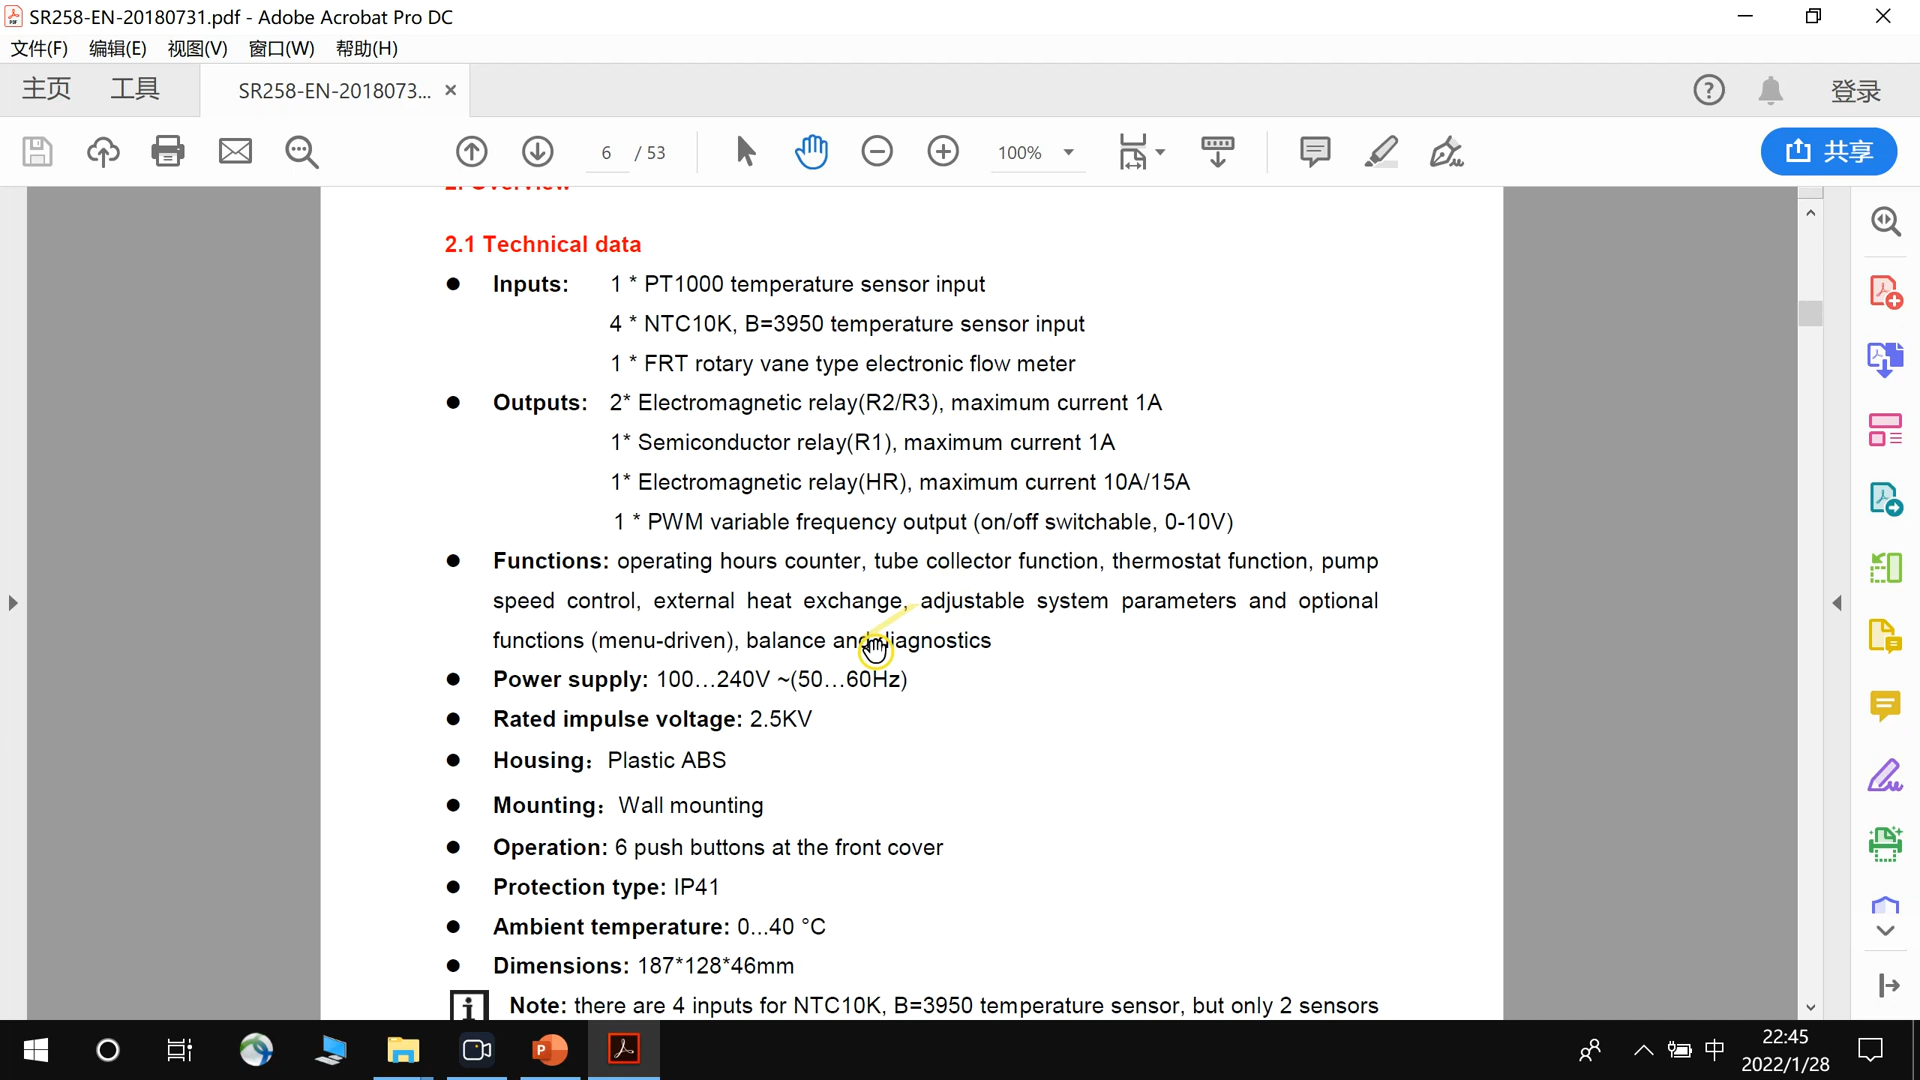 SR258-EN-20180731.pdf - Adobe Acrobat Pro DC
文件(F) 编辑(E) 视图(V) 窗口(W) 帮助(H)
主页 工具 SR258-EN-2018073... × 登录
6 / 53 100% 共享
2. Overview
2.1 Technical data
● Inputs: 1 * PT1000 temperature sensor input
4 * NTC10K, B=3950 temperature sensor input
1 * FRT rotary vane type electronic flow meter
● Outputs: 2* Electromagnetic relay(R2/R3), maximum current 1A
1* Semiconductor relay(R1), maximum current 1A
1* Electromagnetic relay(HR), maximum current 10A/15A
1 * PWM variable frequency output (on/off switchable, 0-10V)
● Functions: operating hours counter, tube collector function, thermostat function, pump
speed control, external heat exchange, adjustable system parameters and optional
functions (menu-driven), balance and diagnostics
● Power supply: 100...240V ~(50...60Hz)
● Rated impulse voltage: 2.5KV
● Housing： Plastic ABS
● Mounting： Wall mounting
● Operation: 6 push buttons at the front cover
● Protection type: IP41
● Ambient temperature: 0...40 °C
● Dimensions: 187*128*46mm
Note: there are 4 inputs for NTC10K, B=3950 temperature sensor, but only 2 sensors
中 22:45
2022/1/28